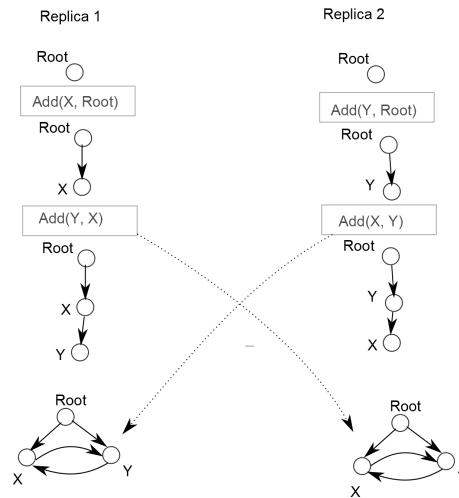 Replica 1
Replica 2
Root
Root
Add(X, Root)
Add(Y, Root)
Root
Root
X
Y
Add(Y, X)
Add(X, Y)
Root
Root
X
Y
Y
X
Root
Root
X
Y
X